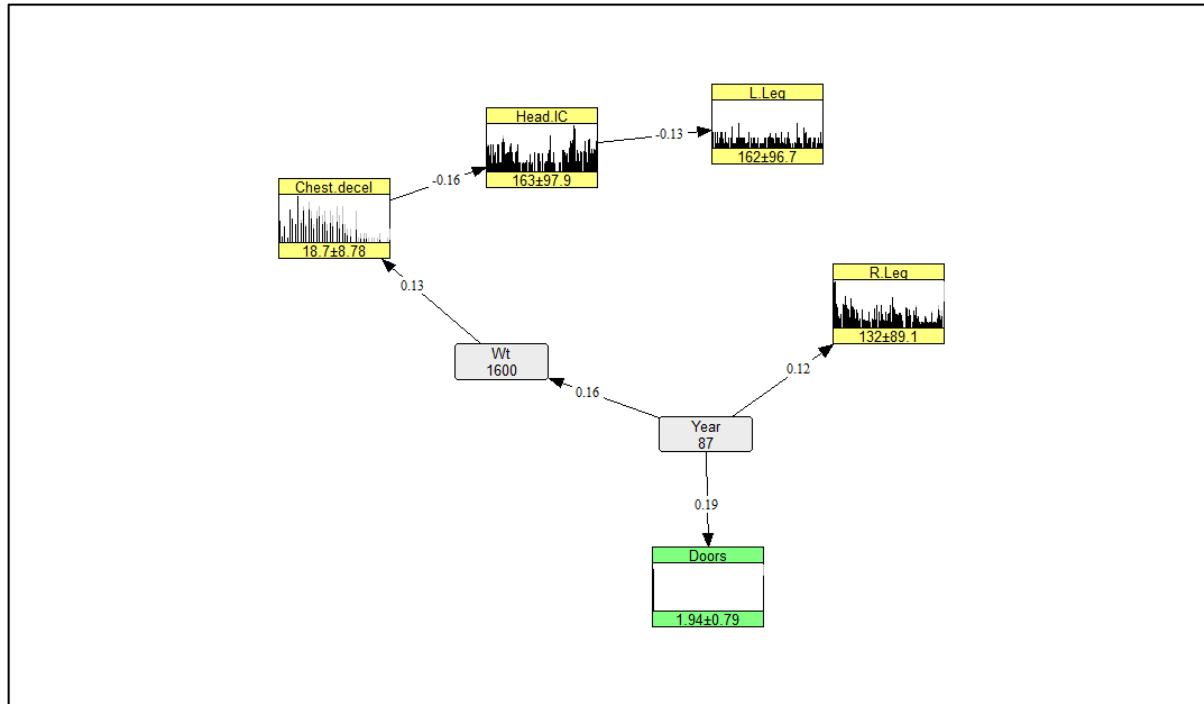 L.Leg
162±96.7
-0.13
Head.IC
163±97.9
-0.16
Chest.decel
18.7±8.78
0.13
R.Leg
132±89.1
0.12
Wt
1600
0.16
Year
87
0.19
Doors
1.94±0.79